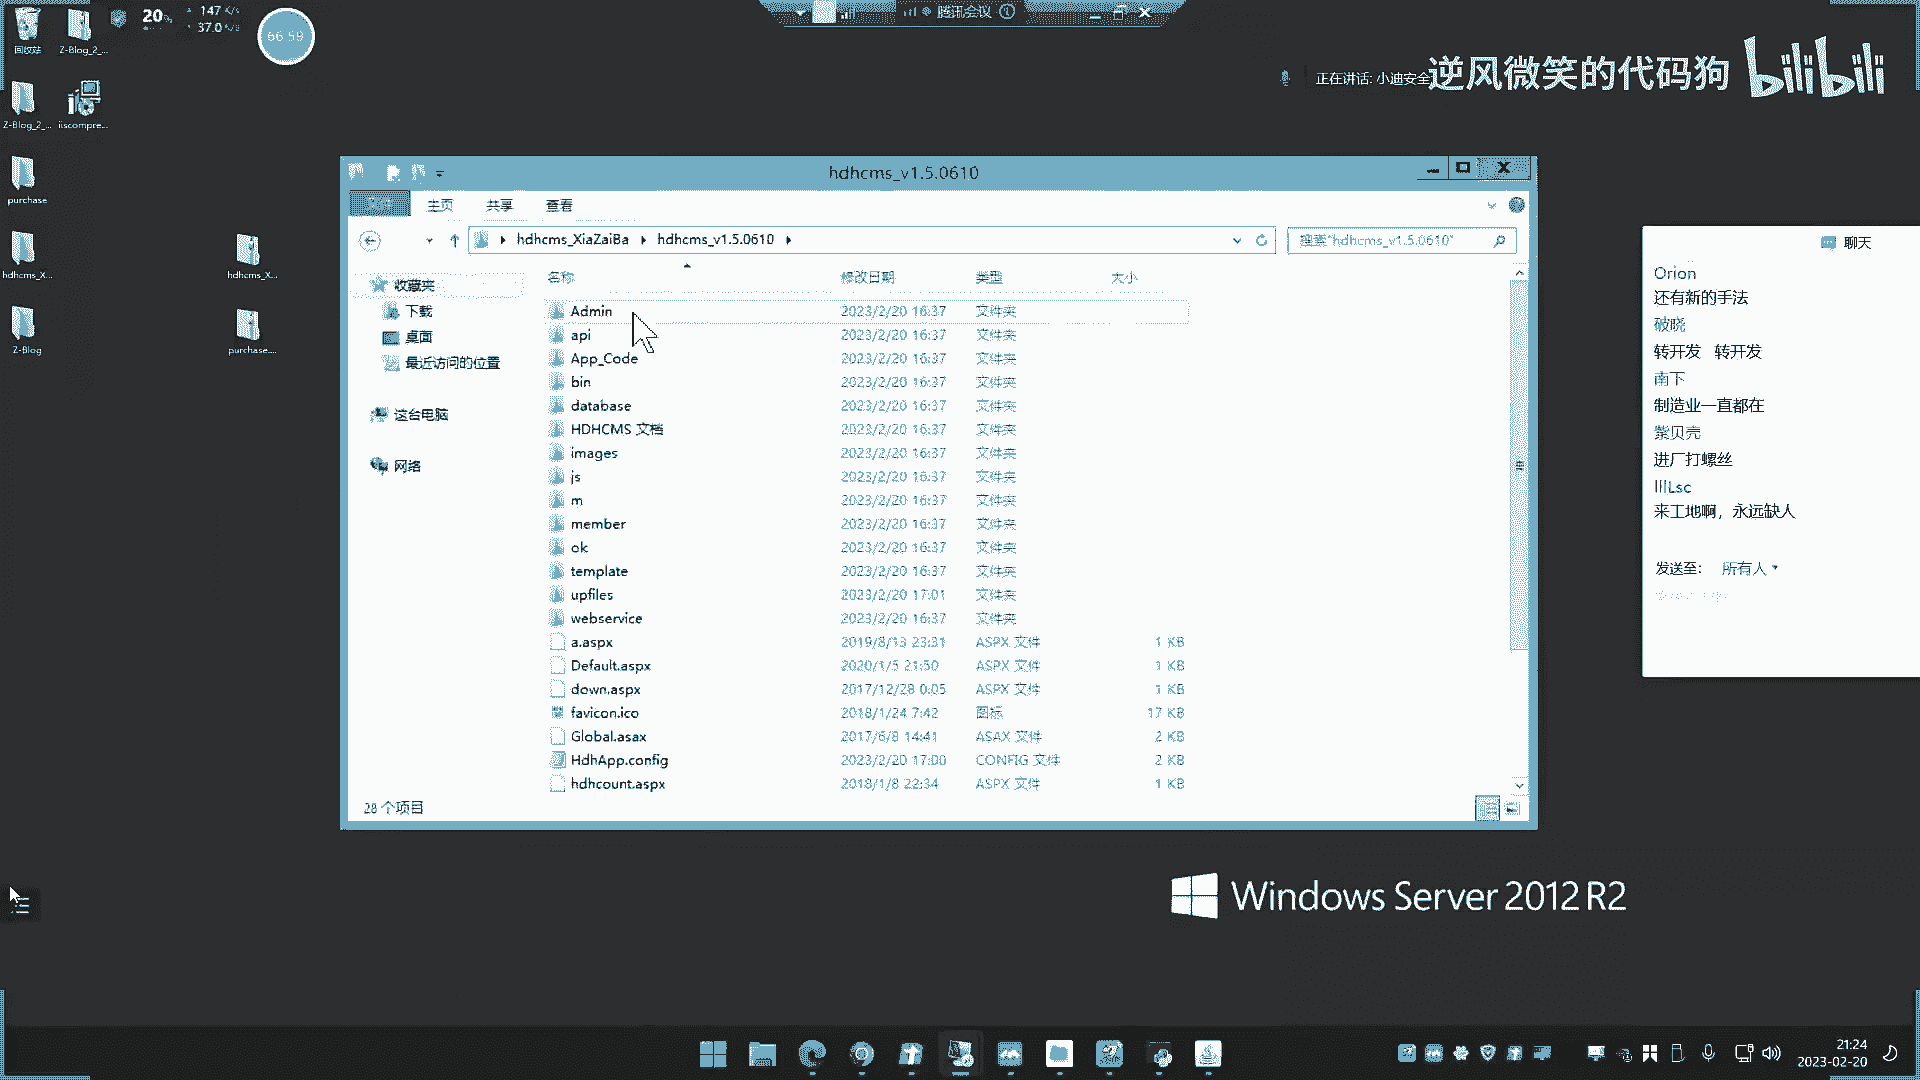 回收站
Z-Blog_2_...
20%
147 K/s
37.0 K/s
66:59
腾讯会议
正在讲话: 小迪安全
逆风微笑的代码狗
bilibili
Z-Blog_2_...
iiscompre...
purchase
hdhcms_X...
hdhcms_X...
Z-Blog
purchase....
hdhcms_v1.5.0610
主页
共享
查看
hdhcms_XiaZaiBa
hdhcms_v1.5.0610
搜索"hdhcms_v1.5.0610"
收藏夹
下载
桌面
最近访问的位置
这台电脑
网络
名称 修改日期 类型 大小
Admin 2023/2/20 16:37 文件夹
api 2023/2/20 16:37 文件夹
App_Code 2023/2/20 16:37 文件夹
bin 2023/2/20 16:37 文件夹
database 2023/2/20 16:37 文件夹
HDHCMS 文档 2023/2/20 16:37 文件夹
images 2023/2/20 16:37 文件夹
js 2023/2/20 16:37 文件夹
m 2023/2/20 16:37 文件夹
member 2023/2/20 16:37 文件夹
ok 2023/2/20 16:37 文件夹
template 2023/2/20 16:37 文件夹
upfiles 2023/2/20 17:01 文件夹
webservice 2023/2/20 16:37 文件夹
a.aspx 2019/8/13 23:31 ASPX 文件 1 KB
Default.aspx 2020/1/5 21:50 ASPX 文件 1 KB
down.aspx 2017/12/28 0:05 ASPX 文件 1 KB
favicon.ico 2018/1/24 7:42 图标 17 KB
Global.asax 2017/6/8 14:41 ASAX 文件 2 KB
HdhApp.config 2023/2/20 17:00 CONFIG 文件 2 KB
hdhcount.aspx 2018/1/8 22:34 ASPX 文件 1 KB
28 个项目
聊天
Orion
还有新的手法
破晓
转开发 转开发
南下
制造业一直都在
紫贝壳
进厂打螺丝
lllLsc
来工地啊，永远缺人
发送至： 所有人
Windows Server 2012 R2
21:24
2023-02-20